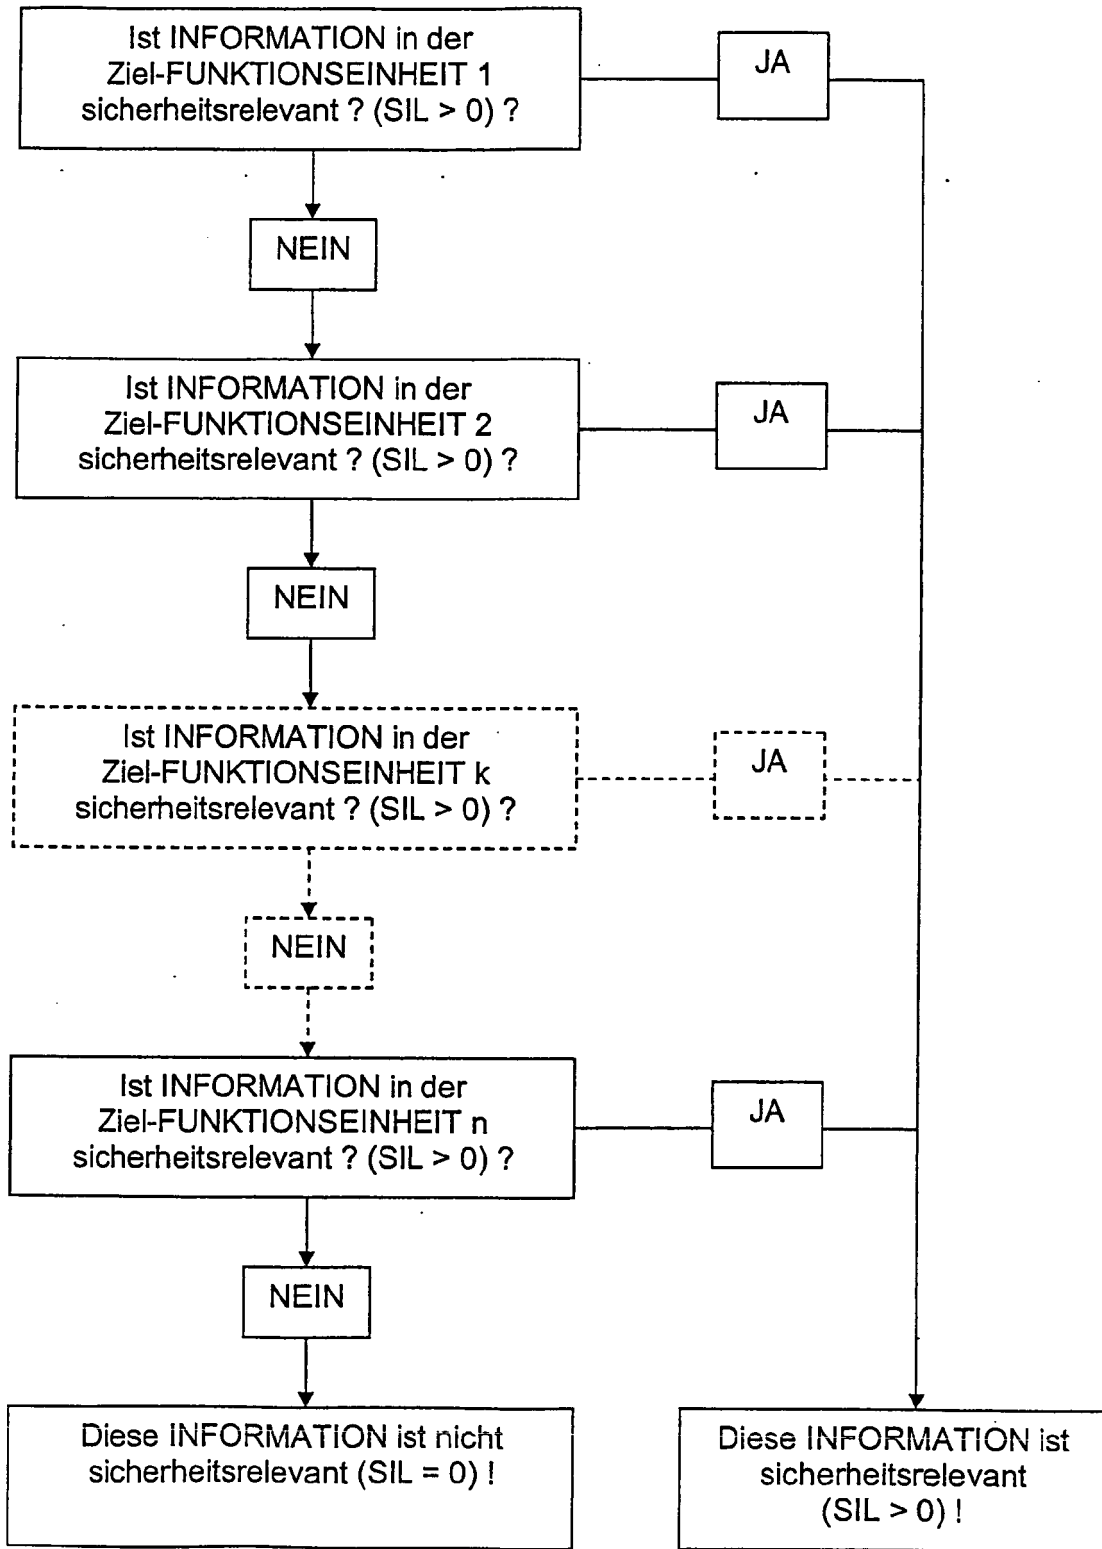 Ist INFORMATION in der
Ziel-FUNKTIONSEINHEIT 1
sicherheitsrelevant ? (SIL > 0) ?
JA
NEIN
Ist INFORMATION in der
Ziel-FUNKTIONSEINHEIT 2
sicherheitsrelevant ? (SIL > 0) ?
JA
NEIN
Ist INFORMATION in der
Ziel-FUNKTIONSEINHEIT k
sicherheitsrelevant ? (SIL > 0) ?
JA
NEIN
Ist INFORMATION in der
Ziel-FUNKTIONSEINHEIT n
sicherheitsrelevant ? (SIL > 0) ?
JA
NEIN
Diese INFORMATION ist nicht
sicherheitsrelevant (SIL = 0) !
Diese INFORMATION ist
sicherheitsrelevant
(SIL > 0) !